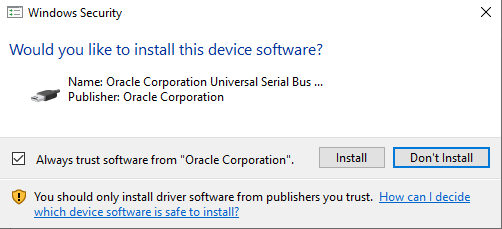 Windows Security
Would you like to install this device software?
Name: Oracle Corporation Universal Serial Bus ...
Publisher: Oracle Corporation
Always trust software from "Oracle Corporation".
Install
Don't Install
You should only install driver software from publishers you trust. How can I decide
which device software is safe to install?